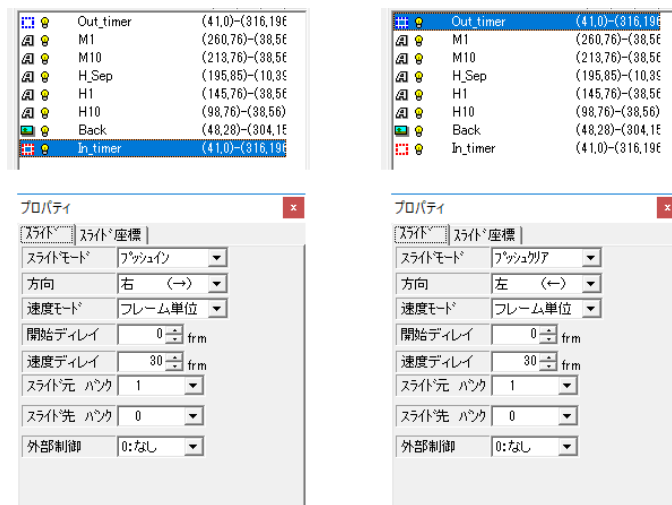 Out_timer (41,0)-(316,196
M1 (260,76)-(38,56
M10 (213,76)-(38,56
H_Sep (195,85)-(10,39
H1 (145,76)-(38,56
H10 (98,76)-(38,56)
Back (48,28)-(304,15
In_timer (41,0)-(316,196
プロパティ
スライド スライド座標
スライドモード プッシュイン
方向 右 (→)
速度モード フレーム単位
開始ディレイ 0 frm
速度ディレイ 30 frm
スライド元 バンク 1
スライド先 バンク 0
外部制御 0:なし
Out_timer (41,0)-(316,196
M1 (260,76)-(38,56
M10 (213,76)-(38,56
H_Sep (195,85)-(10,39
H1 (145,76)-(38,56
H10 (98,76)-(38,56)
Back (48,28)-(304,15
In_timer (41,0)-(316,196
プロパティ
スライド スライド座標
スライドモード プッシュクリア
方向 左 (←)
速度モード フレーム単位
開始ディレイ 0 frm
速度ディレイ 30 frm
スライド元 バンク 1
スライド先 バンク 0
外部制御 0:なし